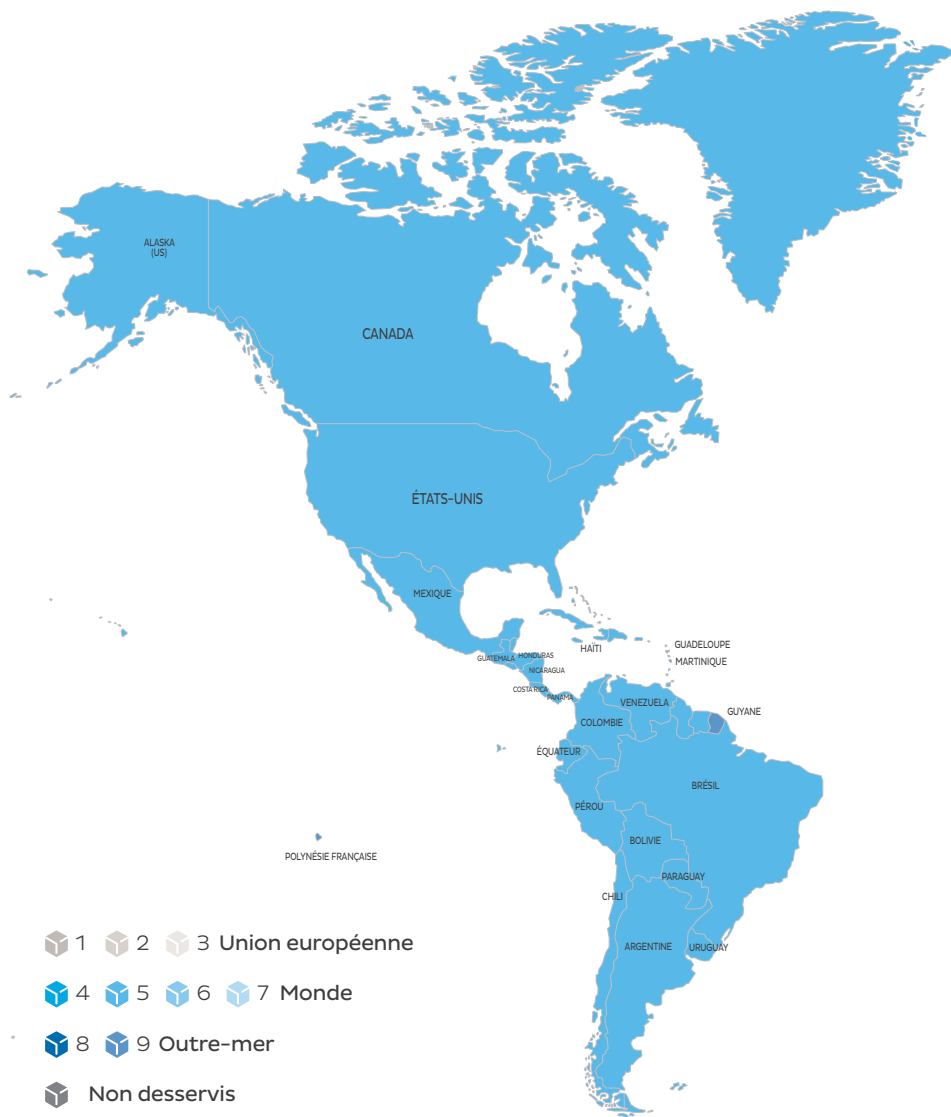 ALASKA
(US)
CANADA
ÉTATS-UNIS
MEXIQUE
HAÏTI
GUADELOUPE
MARTINIQUE
GUATEMALA
HONDURAS
NICARAGUA
COSTA RICA
PANAMA
VENEZUELA
GUYANE
COLOMBIE
ÉQUATEUR
BRÉSIL
PÉROU
BOLIVIE
POLYNÉSIE FRANÇAISE
PARAGUAY
CHILI
ARGENTINE
URUGUAY
1 2 3 Union européenne
4 5 6 7 Monde
8 9 Outre-mer
Non desservis